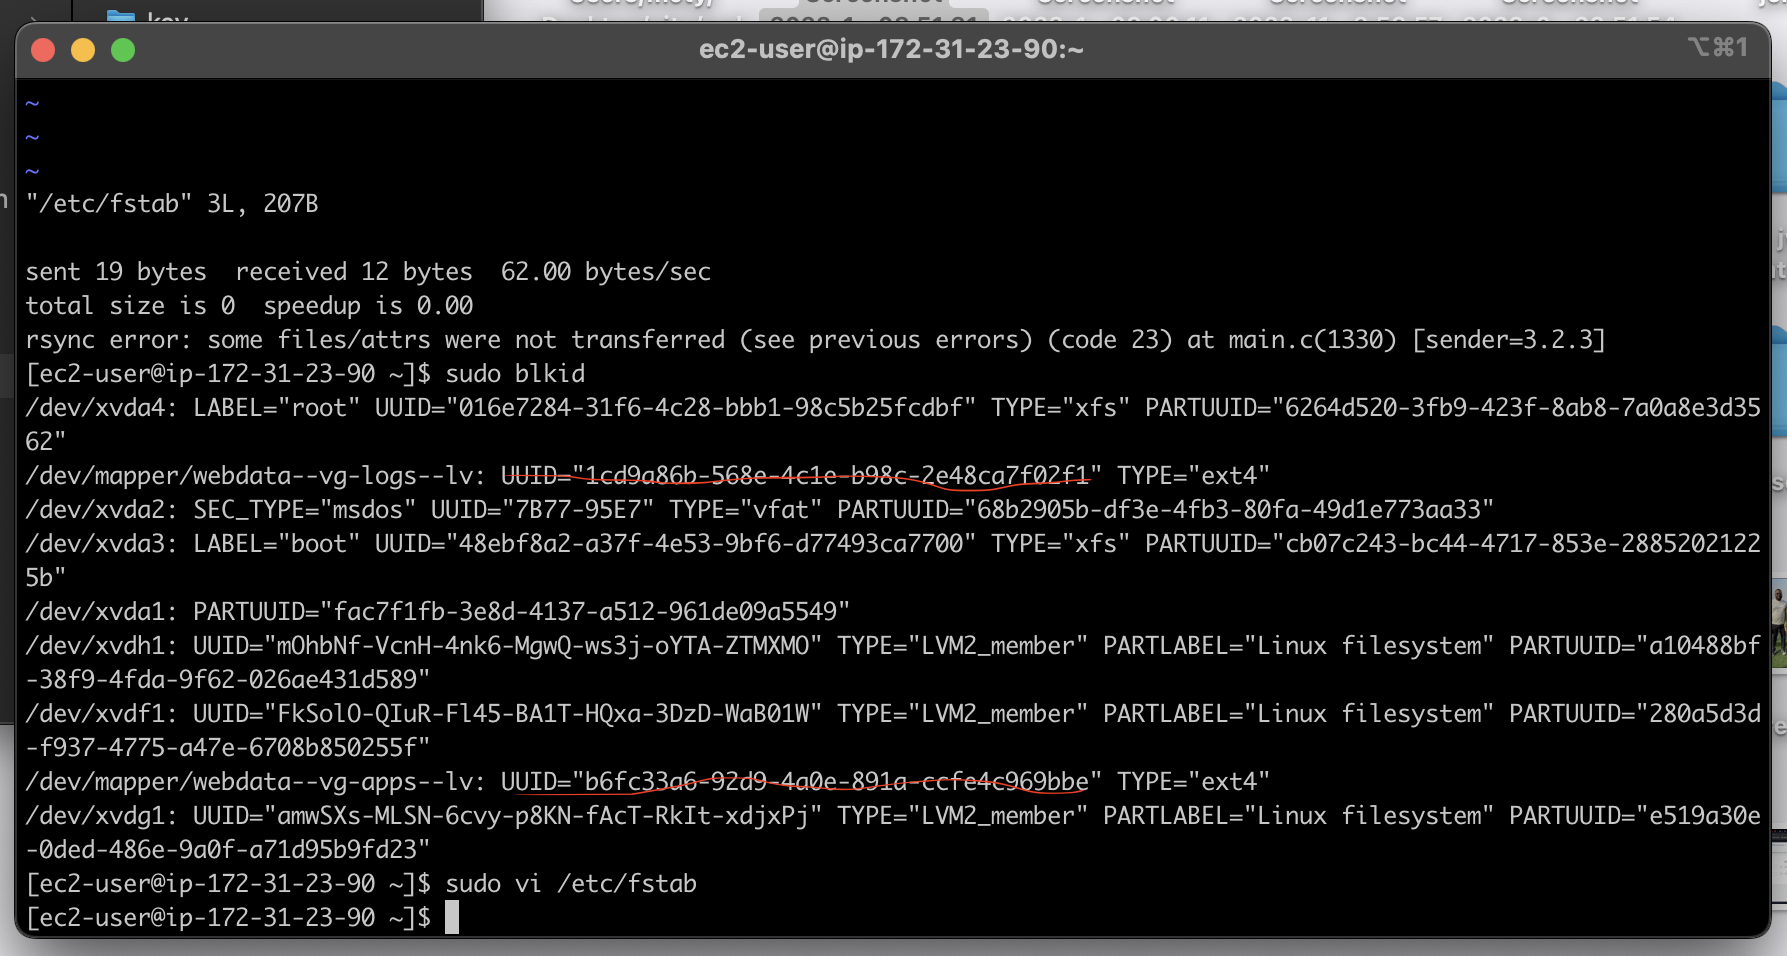 key
ec2-user@ip-172-31-23-90:~
⌥⌘1
~
~
~
"/etc/fstab" 3L, 207B
sent 19 bytes  received 12 bytes  62.00 bytes/sec
total size is 0  speedup is 0.00
rsync error: some files/attrs were not transferred (see previous errors) (code 23) at main.c(1330) [sender=3.2.3]
[ec2-user@ip-172-31-23-90 ~]$ sudo blkid
/dev/xvda4: LABEL="root" UUID="016e7284-31f6-4c28-bbb1-98c5b25fcdbf" TYPE="xfs" PARTUUID="6264d520-3fb9-423f-8ab8-7a0a8e3d35
62"
/dev/mapper/webdata--vg-logs--lv: UUID="1cd9a86b-568e-4c1e-b98c-2e48ca7f02f1" TYPE="ext4"
/dev/xvda2: SEC_TYPE="msdos" UUID="7B77-95E7" TYPE="vfat" PARTUUID="68b2905b-df3e-4fb3-80fa-49d1e773aa33"
/dev/xvda3: LABEL="boot" UUID="48ebf8a2-a37f-4e53-9bf6-d77493ca7700" TYPE="xfs" PARTUUID="cb07c243-bc44-4717-853e-2885202122
5b"
/dev/xvda1: PARTUUID="fac7f1fb-3e8d-4137-a512-961de09a5549"
/dev/xvdh1: UUID="mOhbNf-VcnH-4nk6-MgwQ-ws3j-oYTA-ZTMXMO" TYPE="LVM2_member" PARTLABEL="Linux filesystem" PARTUUID="a10488bf
-38f9-4fda-9f62-026ae431d589"
/dev/xvdf1: UUID="FkSolO-QIuR-Fl45-BA1T-HQxa-3DzD-WaB01W" TYPE="LVM2_member" PARTLABEL="Linux filesystem" PARTUUID="280a5d3d
-f937-4775-a47e-6708b850255f"
/dev/mapper/webdata--vg-apps--lv: UUID="b6fc33a6-92d9-4a0e-891a-ccfe4c969bbe" TYPE="ext4"
/dev/xvdg1: UUID="amwSXs-MLSN-6cvy-p8KN-fAcT-RkIt-xdjxPj" TYPE="LVM2_member" PARTLABEL="Linux filesystem" PARTUUID="e519a30e
-0ded-486e-9a0f-a71d95b9fd23"
[ec2-user@ip-172-31-23-90 ~]$ sudo vi /etc/fstab
[ec2-user@ip-172-31-23-90 ~]$